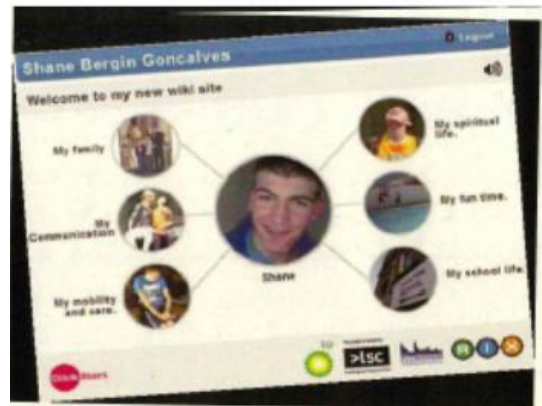 Shane Bergin Goncalves
Logout
Welcome to my new wiki site
My family
My spiritual
life.
My
Communication
My fun time.
Shane
My mobility
and care.
My school life.
>lsc